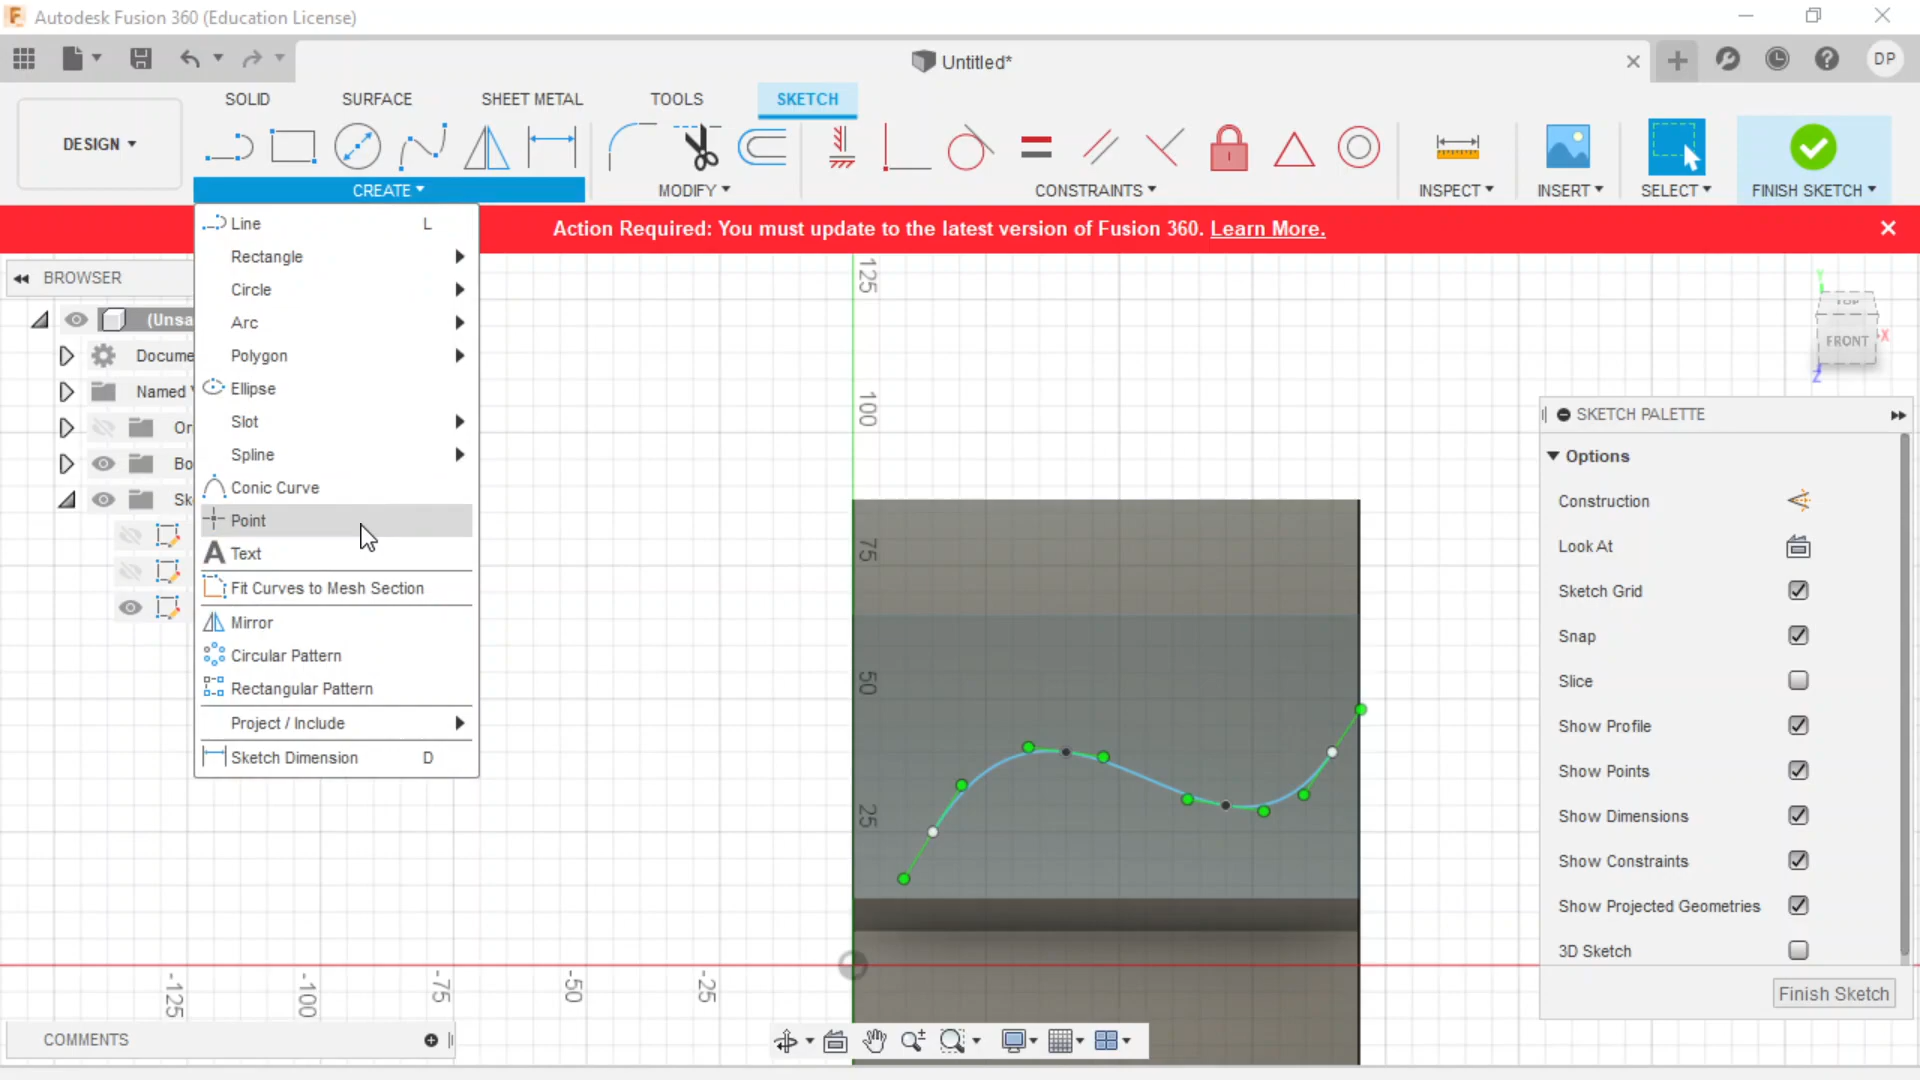 Autodesk Fusion 360 (Education License)
Untitled*
DP
SOLID
SURFACE
SHEET METAL
TOOLS
SKETCH
DESIGN
CREATE
MODIFY
CONSTRAINTS
INSPECT
INSERT
SELECT
FINISH SKETCH
Action Required: You must update to the latest version of Fusion 360. Learn More.
BROWSER
(Unsa
Docume
Named
Or
Bo
Sk
Line L
Rectangle
Circle
Arc
Polygon
Ellipse
Slot
Spline
Conic Curve
Point
Text
Fit Curves to Mesh Section
Mirror
Circular Pattern
Rectangular Pattern
Project / Include
Sketch Dimension D
125
100
75
50
25
-125
-100
-75
-50
-25
TOP
FRONT
Y
X
Z
SKETCH PALETTE
Options
Construction
Look At
Sketch Grid
Snap
Slice
Show Profile
Show Points
Show Dimensions
Show Constraints
Show Projected Geometries
3D Sketch
Finish Sketch
COMMENTS